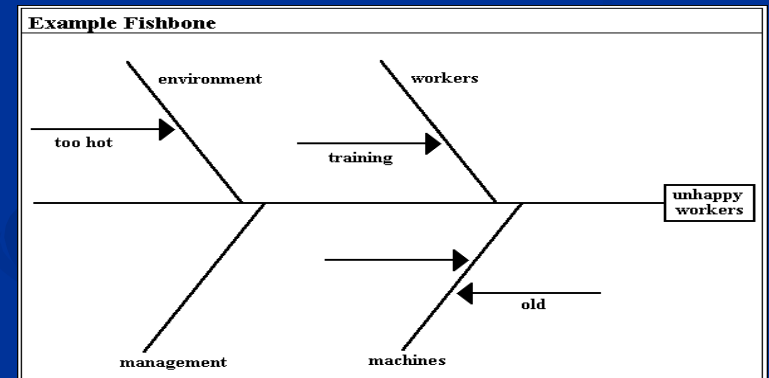 Example Fishbone
environment
workers
too hot
training
unhappy
workers
old
management
machines